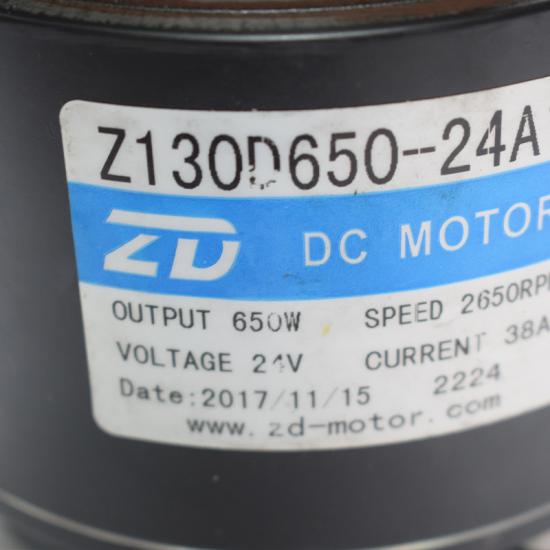 Z130D650-24A
ZD DC MOTOR
OUTPUT 650W SPEED 2650RP
VOLTAGE 24V CURRENT 38A
Date:2017/11/15 2224
www.zd-motor.com